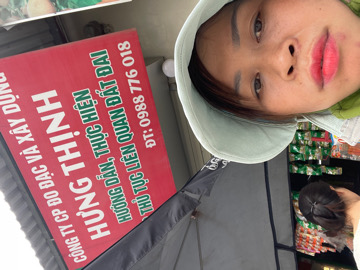 CÔNG TY CP ĐO ĐẠC VÀ XÂY DỰNG
HƯNG THỊNH
HƯỚNG DẪN, THỰC HIỆN
THỦ TỤC LIÊN QUAN ĐẤT ĐAI
ĐT: 0988 776 018